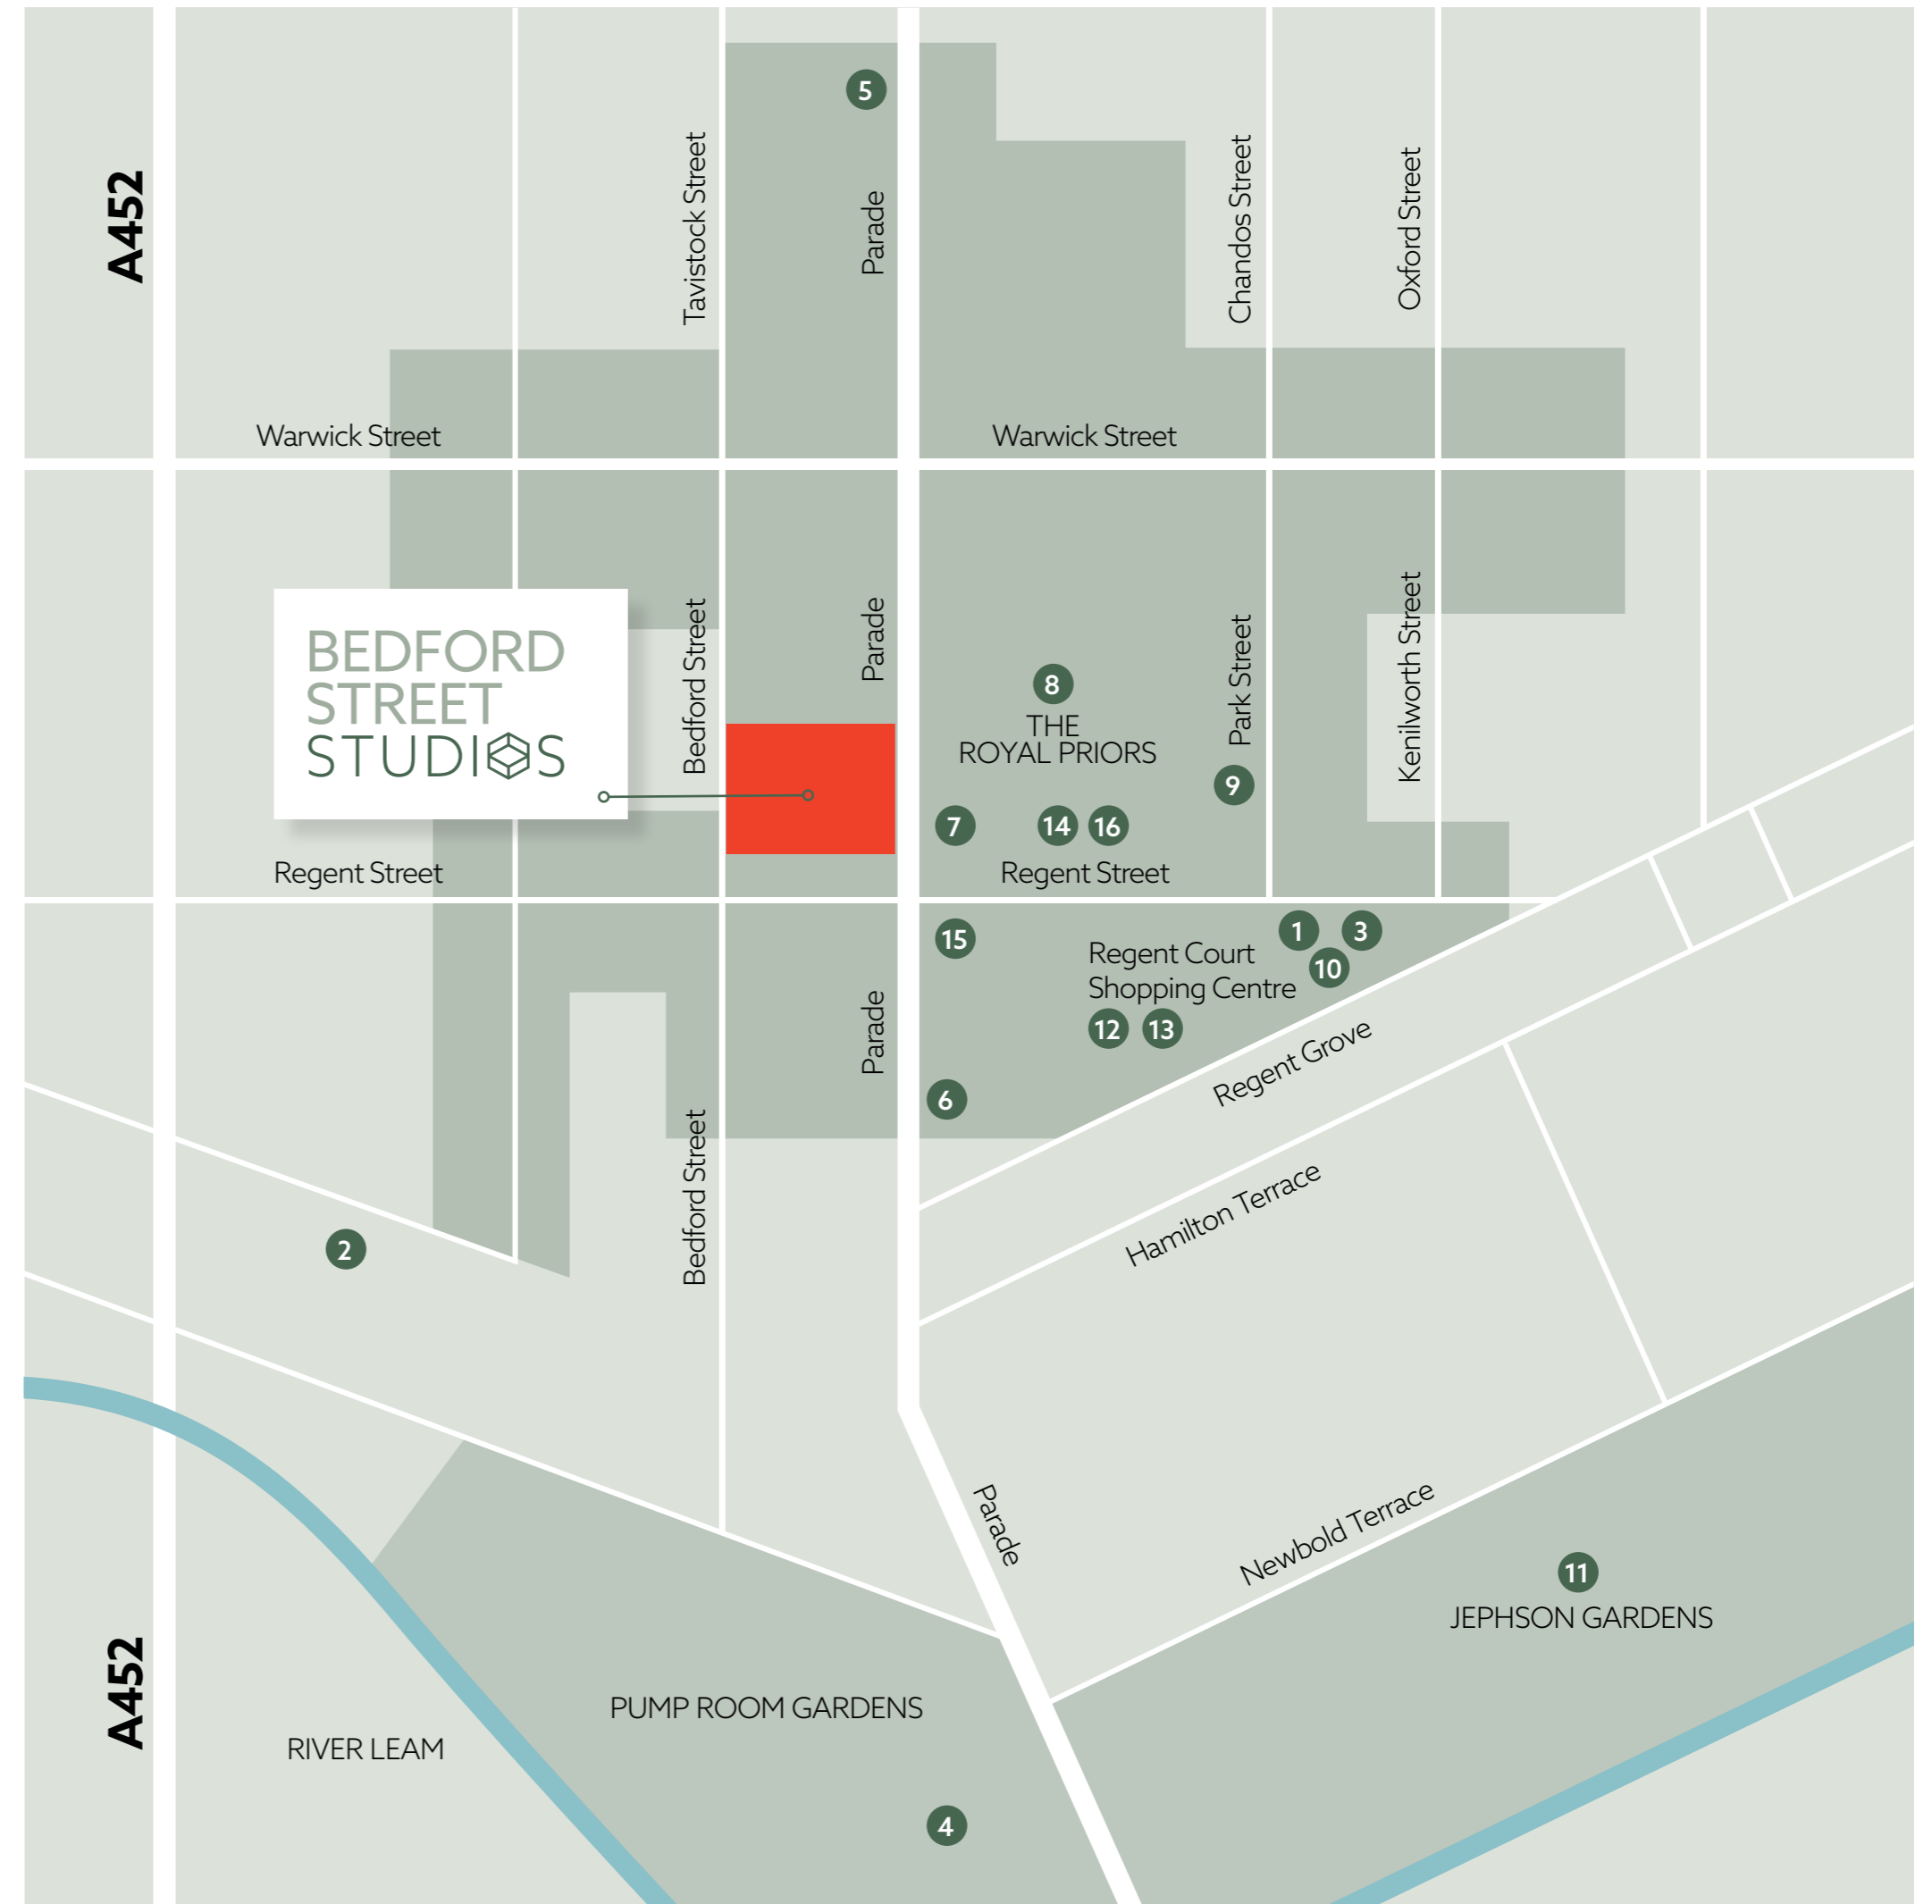 5
A452
Tavistock Street
Parade
Chandos Street
Oxford Street
Warwick Street
Warwick Street
BEDFORD
STREET
STUDIOS
Bedford Street
Parade
8
THE
ROYAL PRIORS
Park Street
Kenilworth Street
9
7
14
16
Regent Street
Regent Street
15
1
3
Regent Court
Shopping Centre
10
12
13
Parade
6
Regent Grove
Bedford Street
Hamilton Terrace
2
Parade
Newbold Terrace
11
JEPHSON GARDENS
A452
PUMP ROOM GARDENS
RIVER LEAM
4